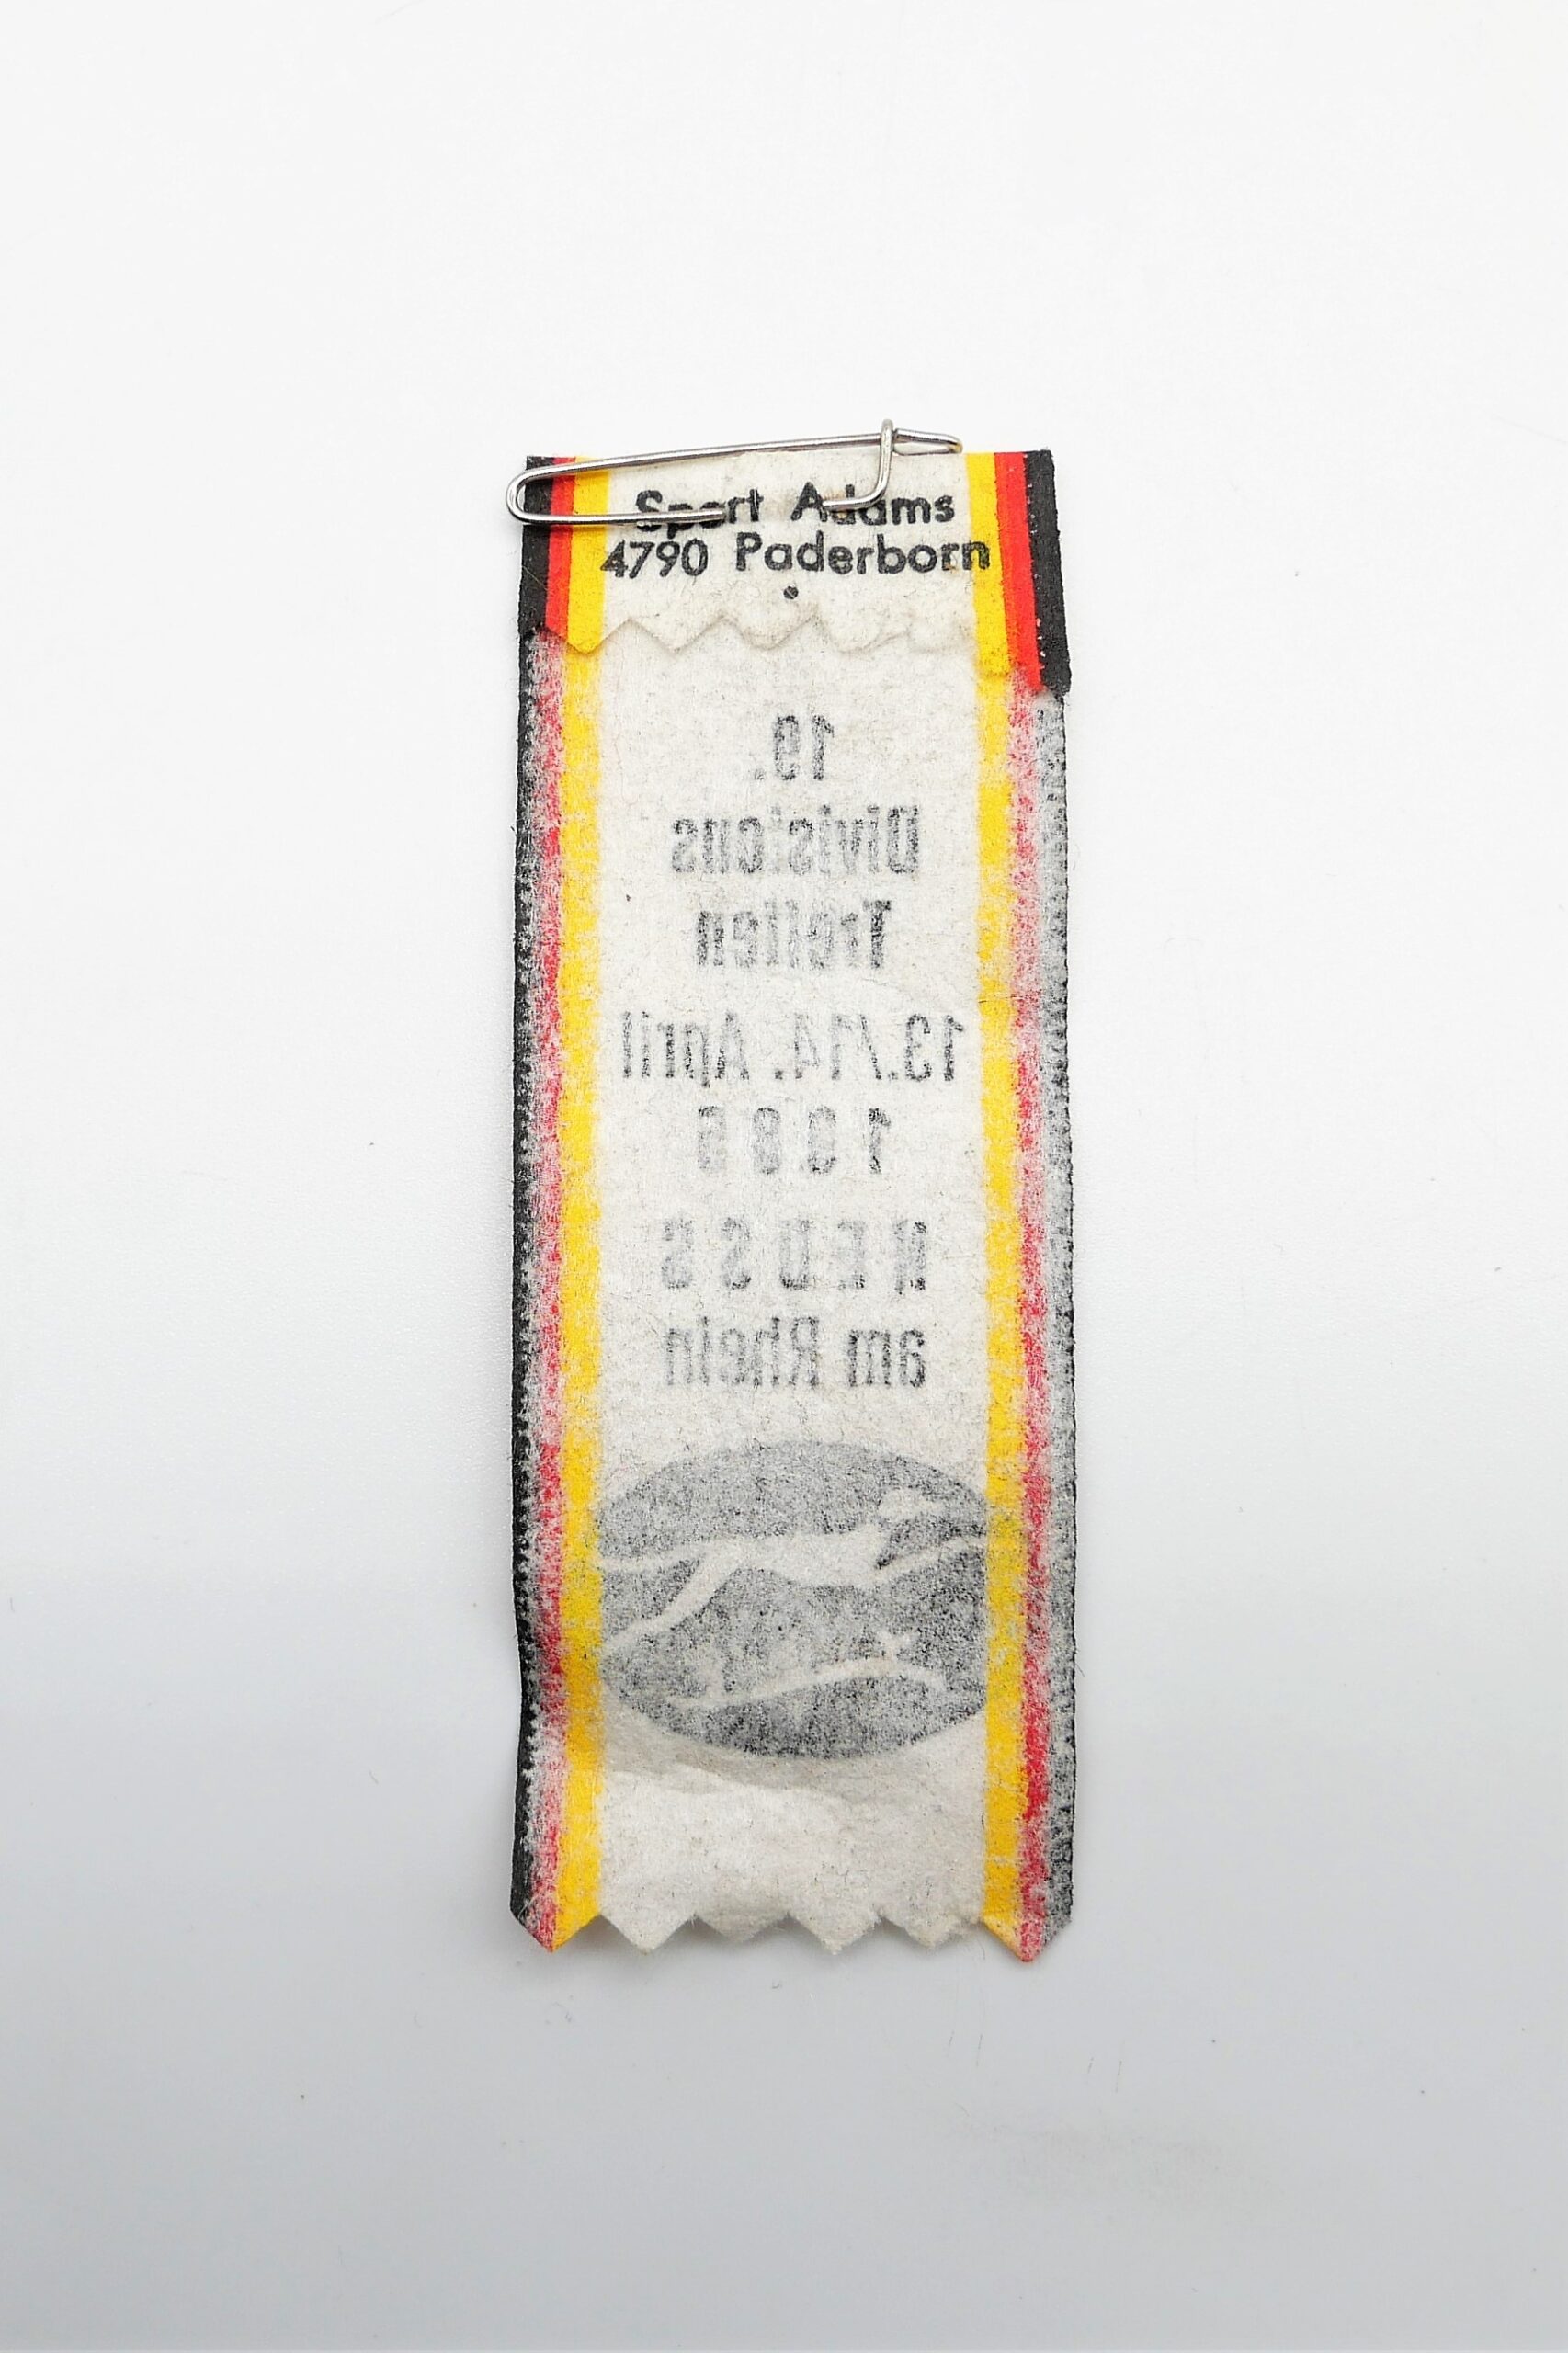 Sport Adams
4790 Paderborn
19.
Divisions
Treffen
13./14. April
1985
NEUSS
am Rhein